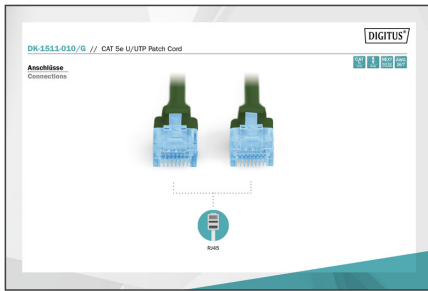 DIGITUS®
DK-1511-010/G // CAT 5e U/UTP Patch Cord
Anschlüsse
Connections
RJ45